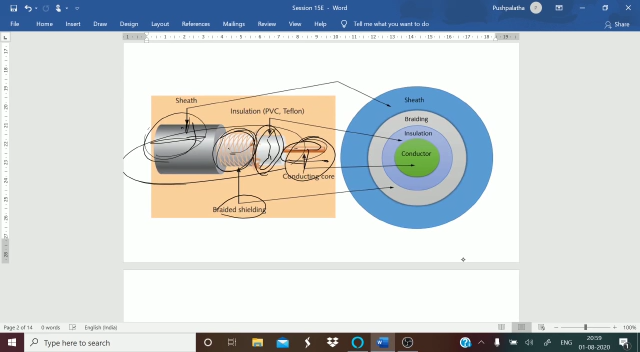 Session 15E - Word
Pushpalatha
P
File Home Insert Draw Design Layout References Mailings Review View Help Tell me what you want to do Share
Sheath
Insulation (PVC, Teflon)
Conducting core
Braided shielding
Sheath
Braiding
Insulation
Conductor
Page 2 of 14 0 words English (India) 100%
Type here to search
ENG
20:59
01-08-2020